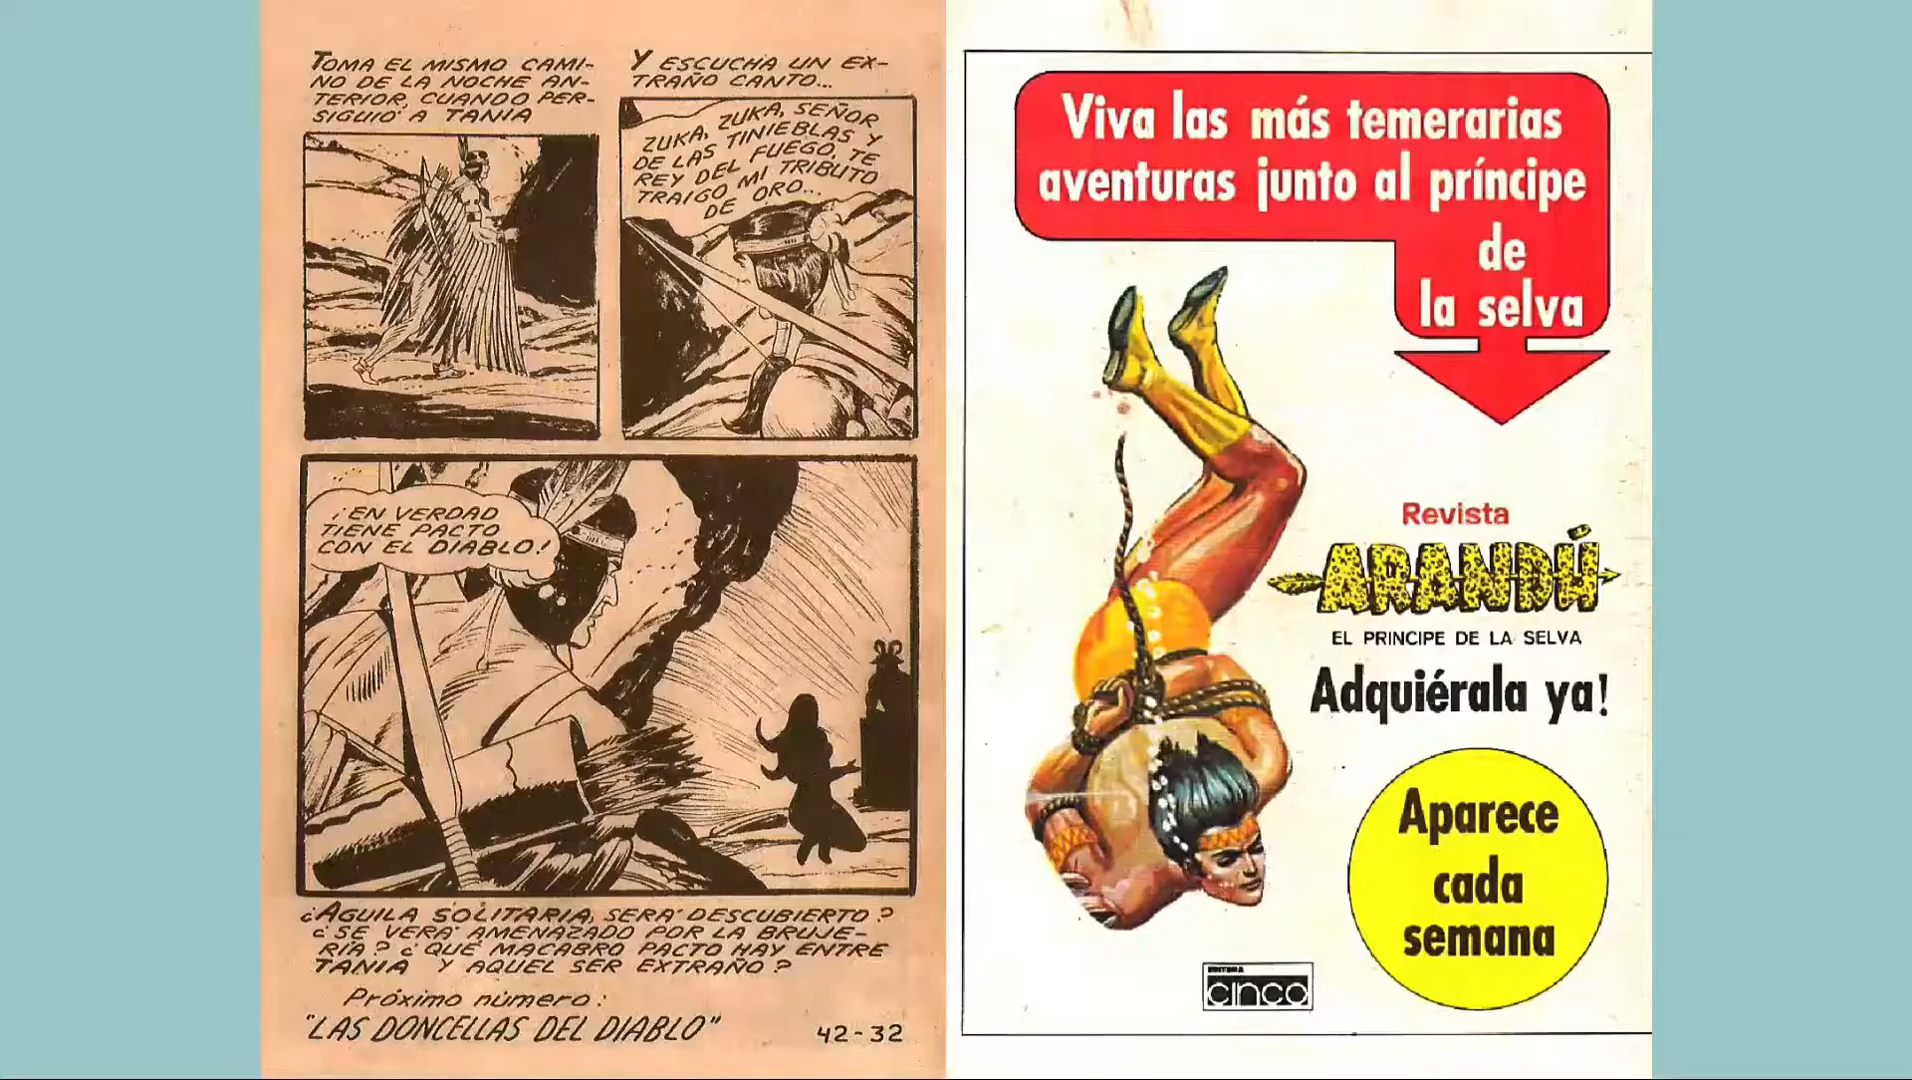 TOMA EL MISMO CAMI-
NO DE LA NOCHE AN-
TERIOR, CUANDO PER-
SIGUIÓ A TANIA
Y ESCUCHA UN EX-
TRAÑO CANTO...
ZUKA, ZUKA, SEÑOR
DE LAS TINIEBLAS Y
REY DEL FUEGO, TE
TRAIGO MI TRIBUTO
DE ORO...
¡EN VERDAD
TIENE PACTO
CON EL DIABLO!
¿AGUILA SOLITARIA, SERÁ DESCUBIERTO?
¿SE VERÁ AMENAZADO POR LA BRUJE-
RÍA? ¿QUÉ MACABRO PACTO HAY ENTRE
TANIA Y AQUEL SER EXTRAÑO?
Próximo número:
"LAS DONCELLAS DEL DIABLO"
42-32
Viva las más temerarias
aventuras junto al príncipe
de
la selva
Revista
ARANDÚ
EL PRINCIPE DE LA SELVA
Adquiérala ya!
Aparece
cada
semana
EDITORA
CINCO